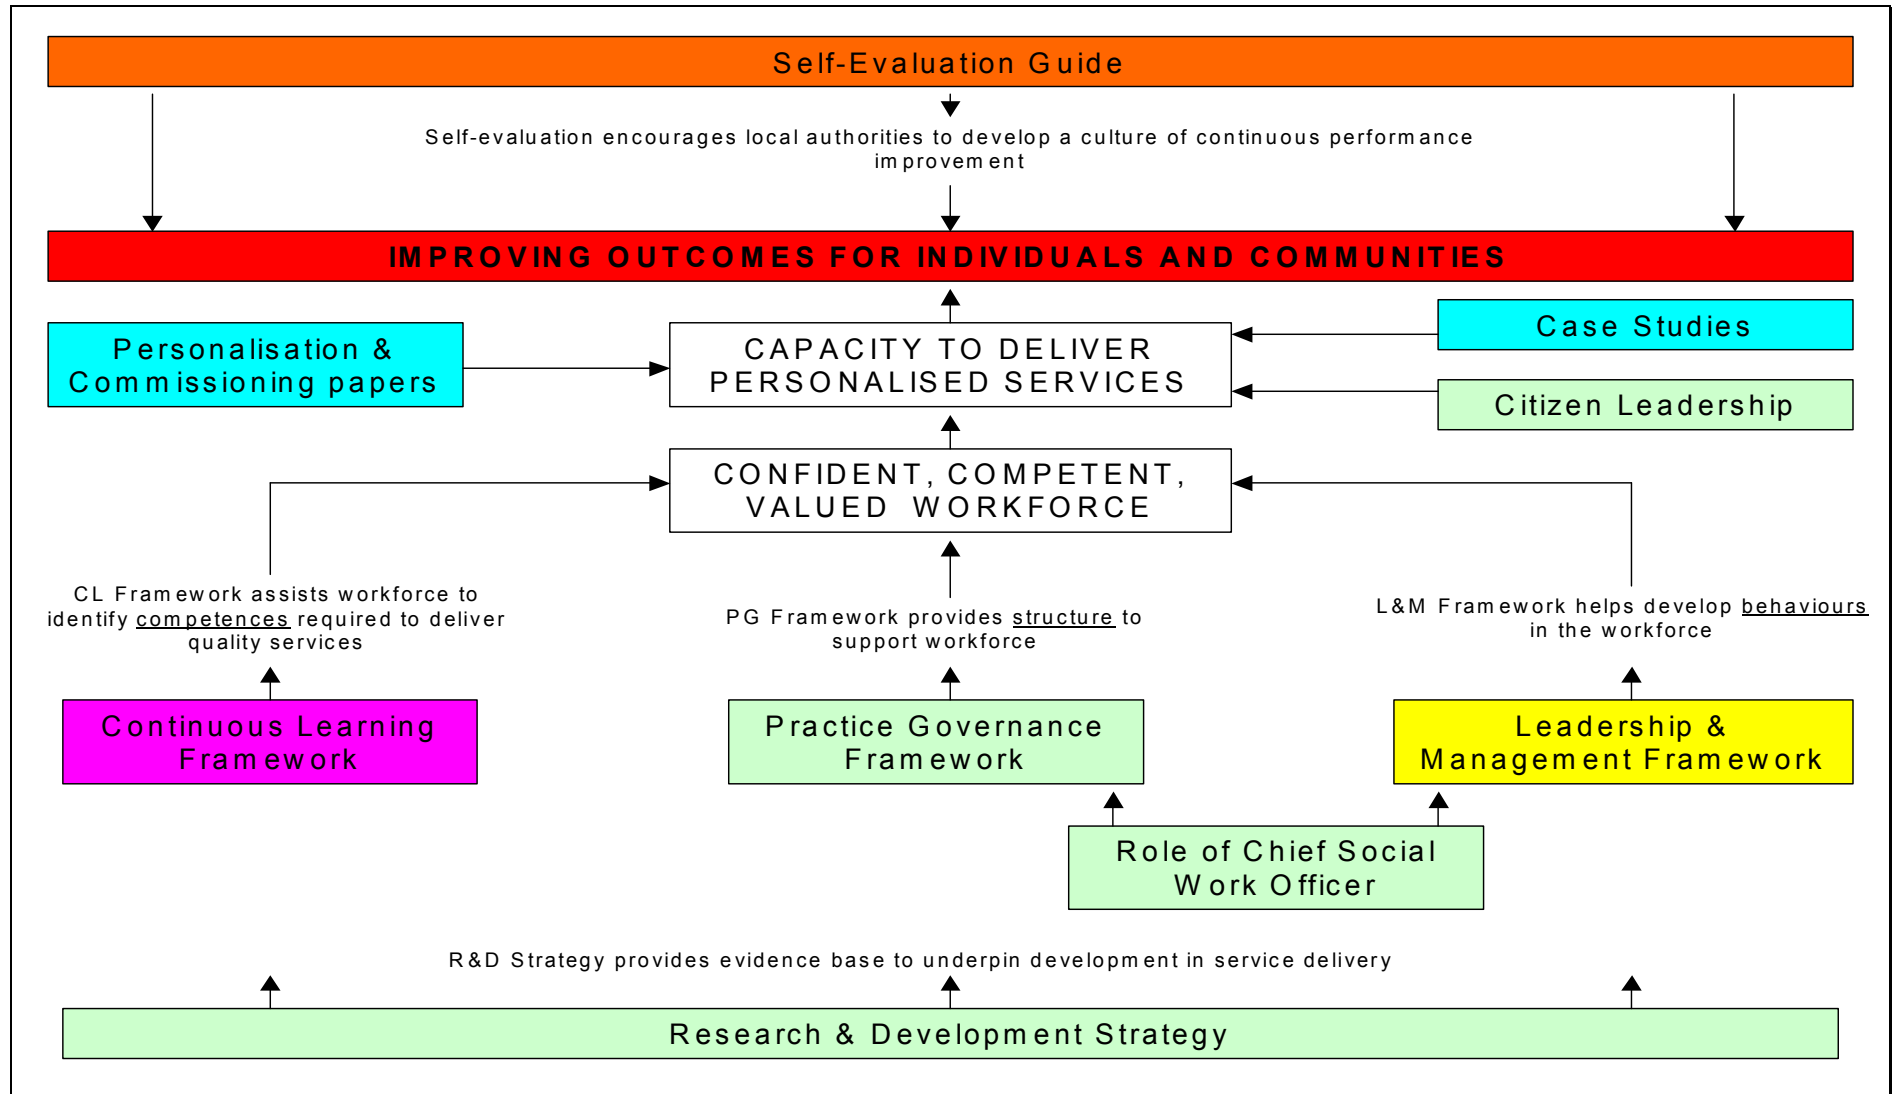 Self-Evaluation Guide
Self-evaluation encourages local authorities to develop a culture of continuous performance
improvement
IMPROVING OUTCOMES FOR INDIVIDUALS AND COMMUNITIES
Personalisation &
Commissioning papers
CAPACITY TO DELIVER
PERSONALISED SERVICES
Case Studies
Citizen Leadership
CONFIDENT, COMPETENT,
VALUED WORKFORCE
CL Framework assists workforce to
identify competences required to deliver
quality services
PG Framework provides structure to
support workforce
L&M Framework helps develop behaviours
in the workforce
Continuous Learning
Framework
Practice Governance
Framework
Leadership &
Management Framework
Role of Chief Social
Work Officer
R&D Strategy provides evidence base to underpin development in service delivery
Research & Development Strategy